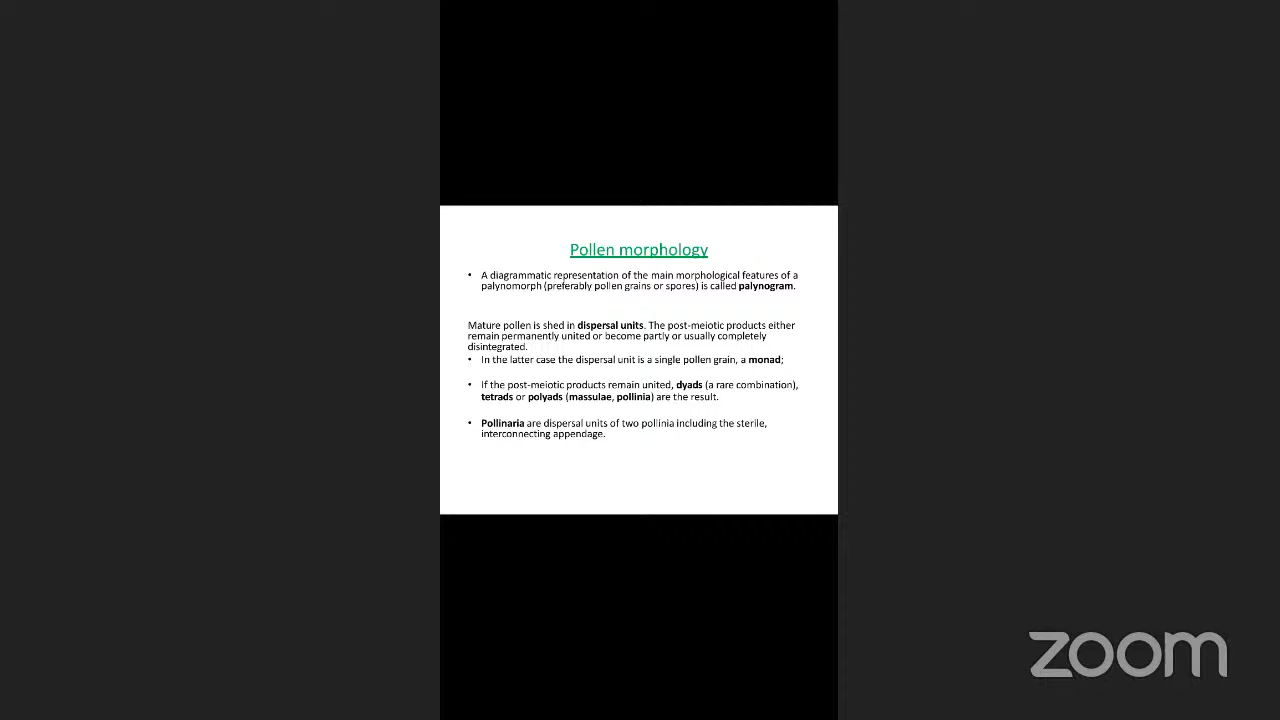 Pollen morphology
• A diagrammatic representation of the main morphological features of a
palynomorph (preferably pollen grains or spores) is called palynogram.
Mature pollen is shed in dispersal units. The post-meiotic products either
remain permanently united or become partly or usually completely
disintegrated.
• In the latter case the dispersal unit is a single pollen grain, a monad;
• If the post-meiotic products remain united, dyads (a rare combination),
tetrads or polyads (massulae, pollinia) are the result.
• Pollinaria are dispersal units of two pollinia including the sterile,
interconnecting appendage.
zoom